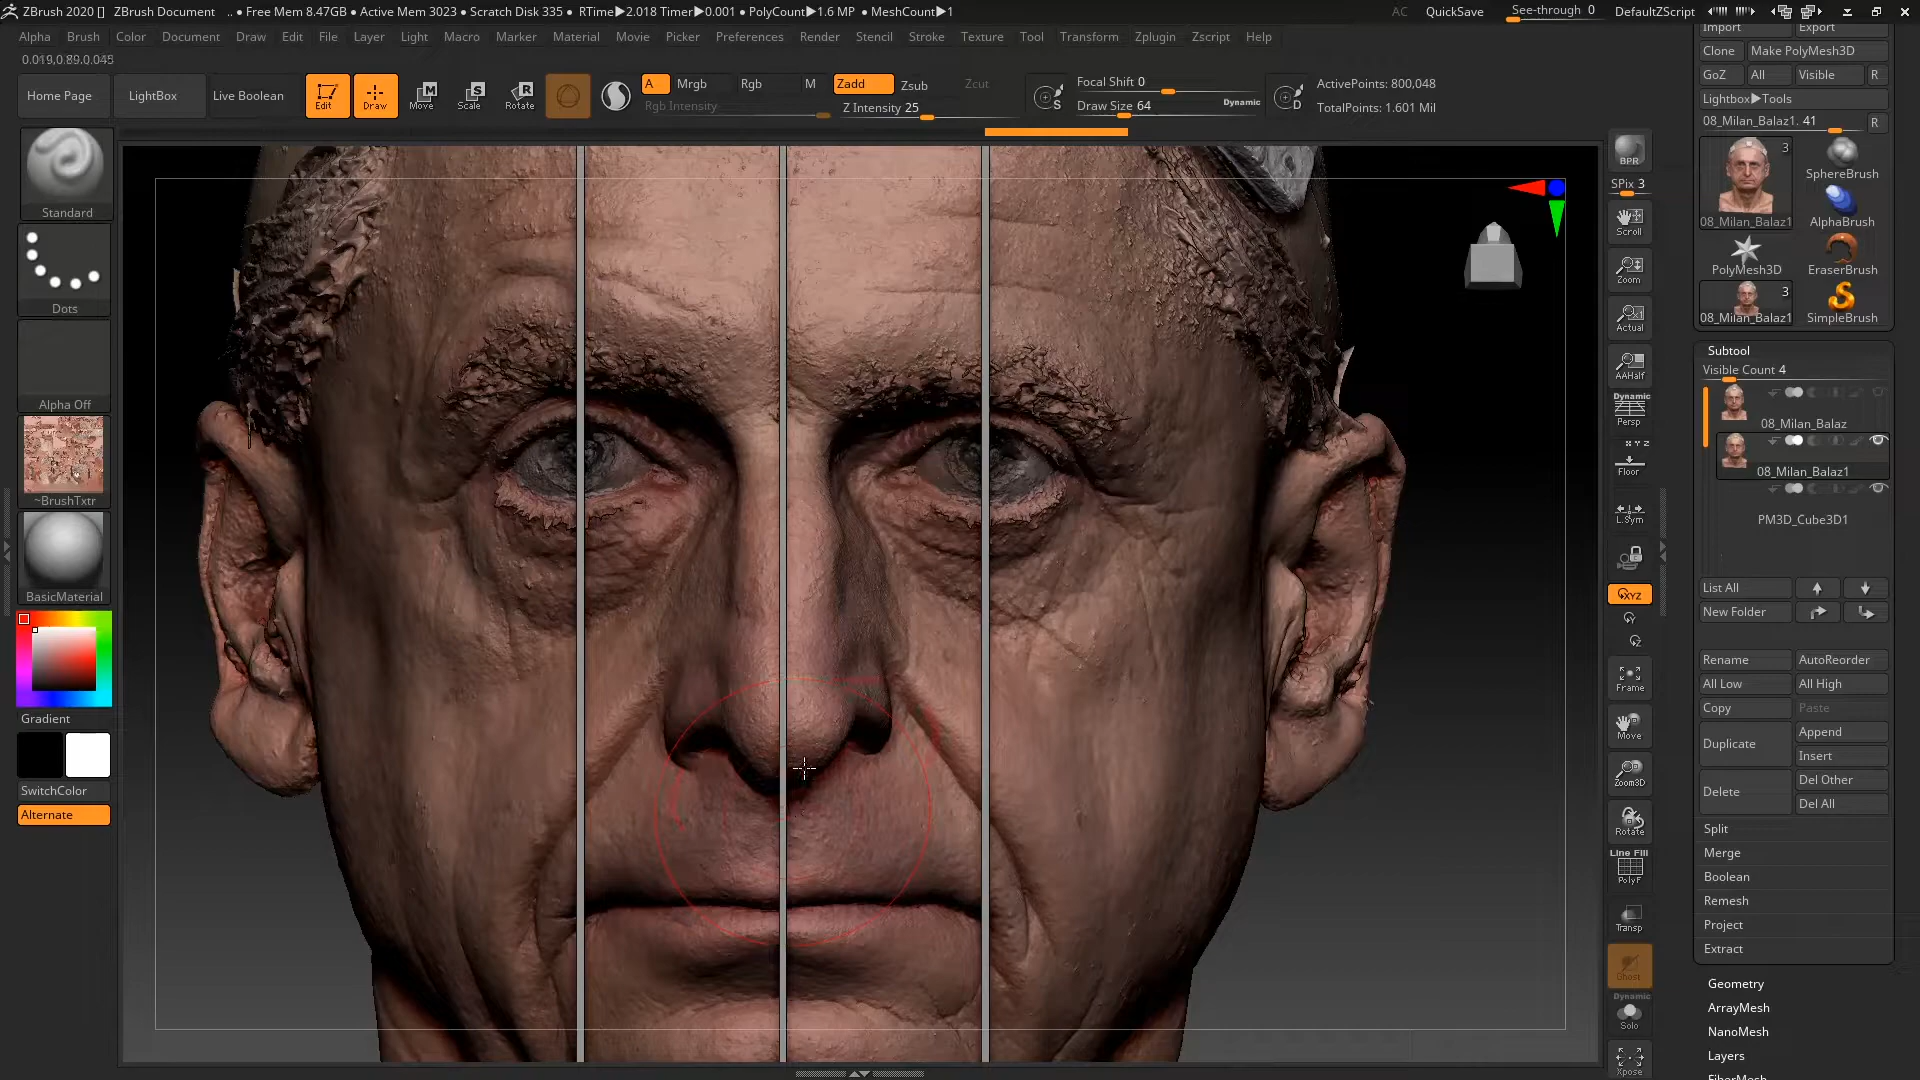 ZBrush 2020 [] ZBrush Document .. • Free Mem 8.47GB • Active Mem 3023 • Scratch Disk 335 • RTime▶2.018 Timer▶0.001 • PolyCount▶1.6 MP • MeshCount▶1 AC QuickSave See-through 0 DefaultZScript
Alpha Brush Color Document Draw Edit File Layer Light Macro Marker Material Movie Picker Preferences Render Stencil Stroke Texture Tool Transform Zplugin Zscript Help
0.019,0.89,0.045
Home Page LightBox Live Boolean Edit Draw Move Scale Rotate
M S R
A Mrgb Rgb M Zadd Zsub Zcut
Rgb Intensity Z Intensity 25
S Focal Shift 0
Draw Size 64 Dynamic
D ActivePoints: 800,048
TotalPoints: 1.601 Mil
Standard
Dots
Alpha Off
~BrushTxtr
BasicMaterial
Gradient
SwitchColor
Alternate
BPR
SPix 3
Scroll
Zoom
Actual
AAHalf
Dynamic
Persp
X Y Z
Floor
L.Sym
XYZ
Y
Z
Frame
Move
Zoom3D
Rotate
Line Fill
PolyF
Transp
Ghost
Dynamic
Solo
Xpose
Import Export
Clone Make PolyMesh3D
GoZ All Visible R
Lightbox▶Tools
08_Milan_Balaz1. 41 R
3
08_Milan_Balaz1
SphereBrush
AlphaBrush
PolyMesh3D EraserBrush
3
08_Milan_Balaz1 SimpleBrush
Subtool
Visible Count 4
08_Milan_Balaz
08_Milan_Balaz1
PM3D_Cube3D1
List All
New Folder
Rename AutoReorder
All Low All High
Copy Paste
Duplicate Append
Insert
Delete Del Other
Del All
Split
Merge
Boolean
Remesh
Project
Extract
Geometry
ArrayMesh
NanoMesh
Layers
FiberMesh